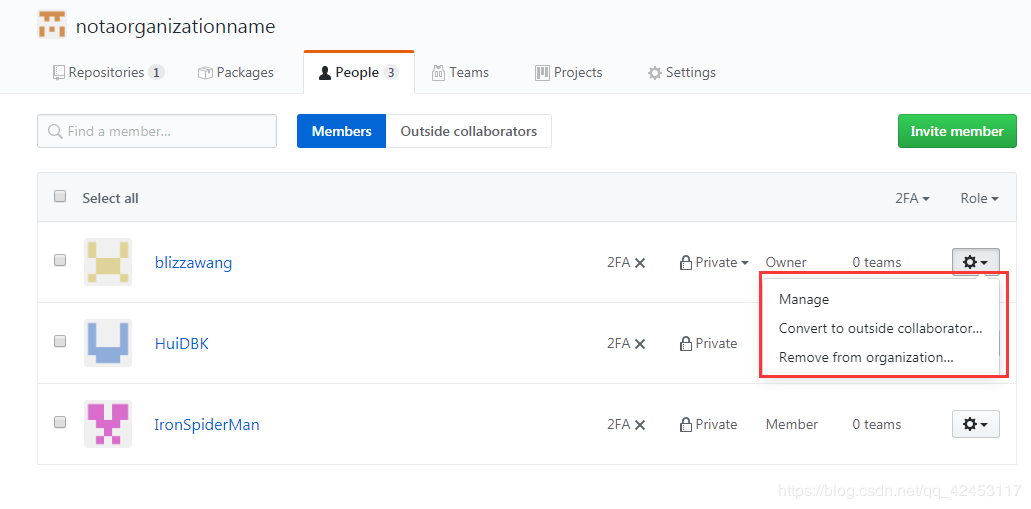 notaorganizationname
Repositories 1 Packages People 3 Teams Projects Settings
Find a member... Members Outside collaborators Invite member
Select all 2FA Role
blizzawang 2FA Private Owner 0 teams
Manage
Convert to outside collaborator...
HuiDBK 2FA Private
Remove from organization...
IronSpiderMan 2FA Private Member 0 teams
https://blog.csdn.net/qq_42453117